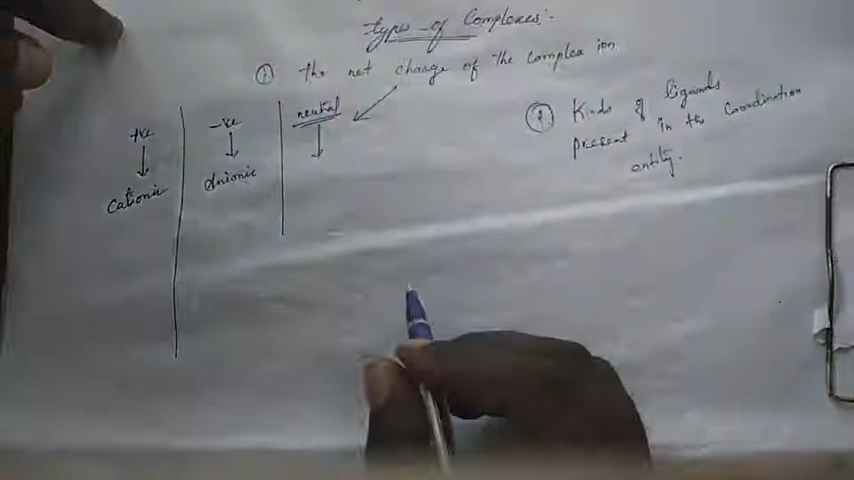 types of Complexes:
① the net charge of the complex ion
+ve
-ve
neutral
cationic
Anionic
2. Kinds of ligands
present in the Coordination
entity.